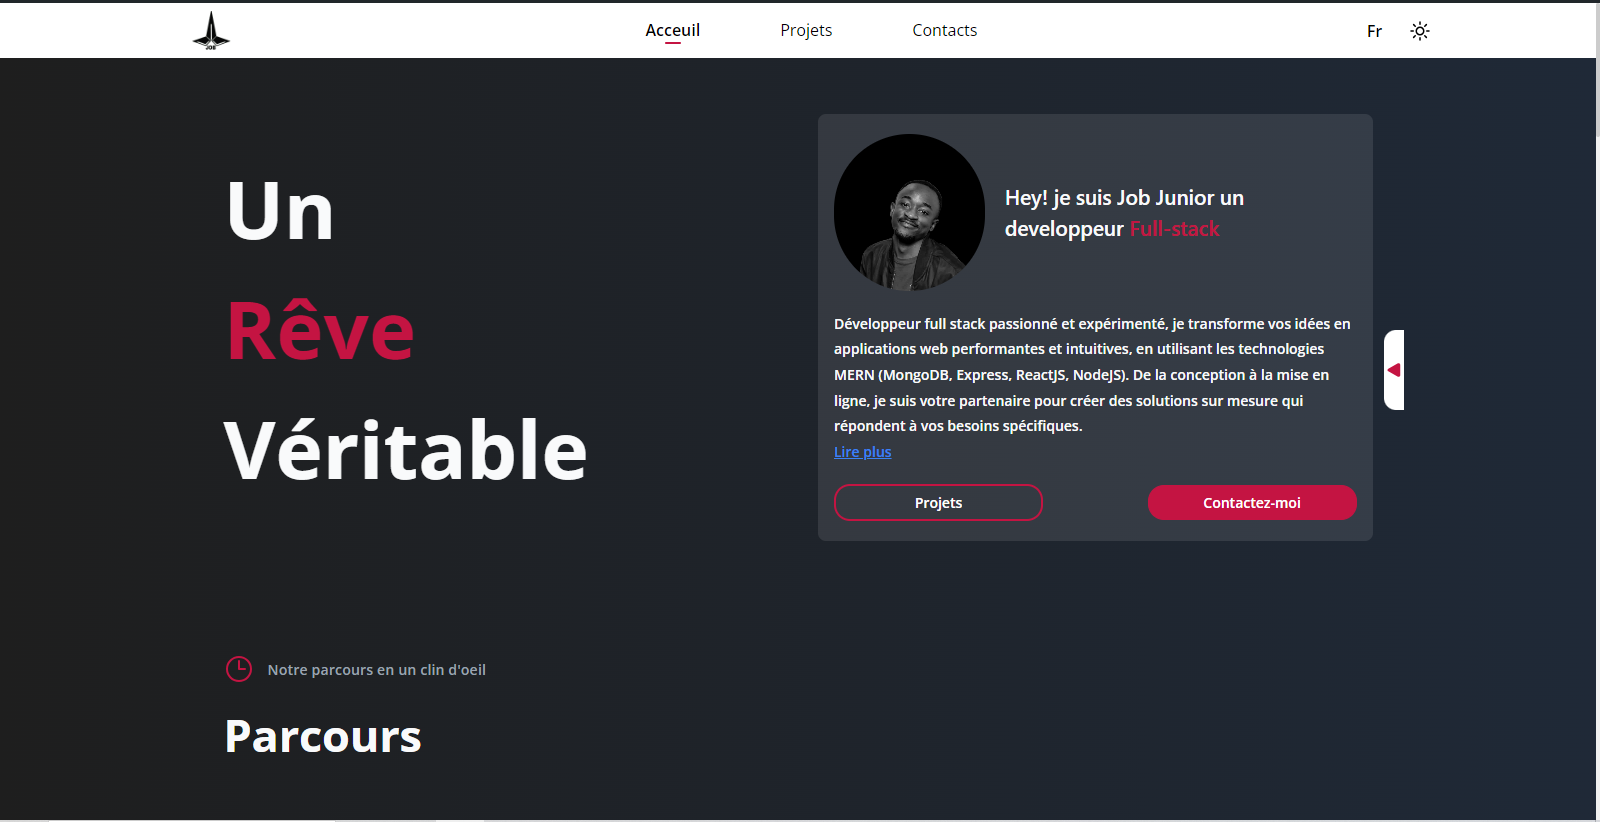 JOB
Acceuil
Projets
Contacts
Fr
Un
Rêve
Véritable
Hey! je suis Job Junior un
developpeur Full-stack
Développeur full stack passionné et expérimenté, je transforme vos idées en
applications web performantes et intuitives, en utilisant les technologies
MERN (MongoDB, Express, ReactJS, NodeJS). De la conception à la mise en
ligne, je suis votre partenaire pour créer des solutions sur mesure qui
répondent à vos besoins spécifiques.
Lire plus
Projets
Contactez-moi
Notre parcours en un clin d'oeil
Parcours